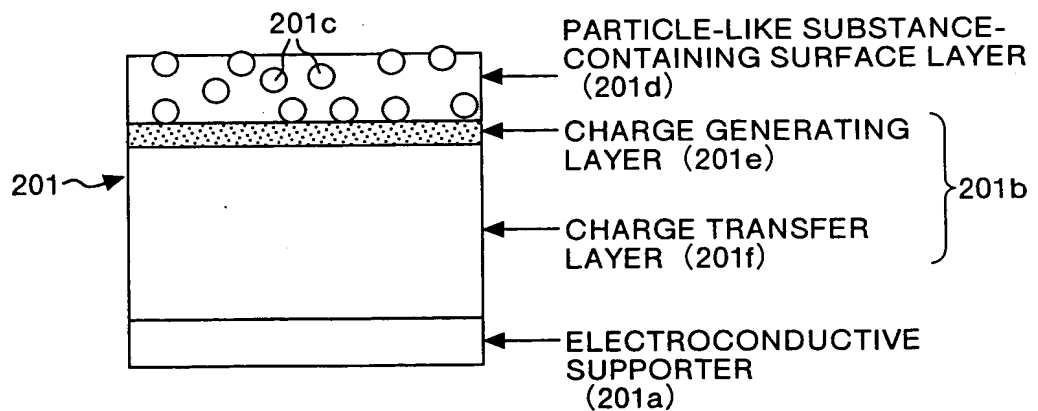 201c
PARTICLE-LIKE SUBSTANCE-
CONTAINING SURFACE LAYER
(201d)
CHARGE GENERATING
LAYER (201e)
201
201b
CHARGE TRANSFER
LAYER (201f)
ELECTROCONDUCTIVE
SUPPORTER
(201a)